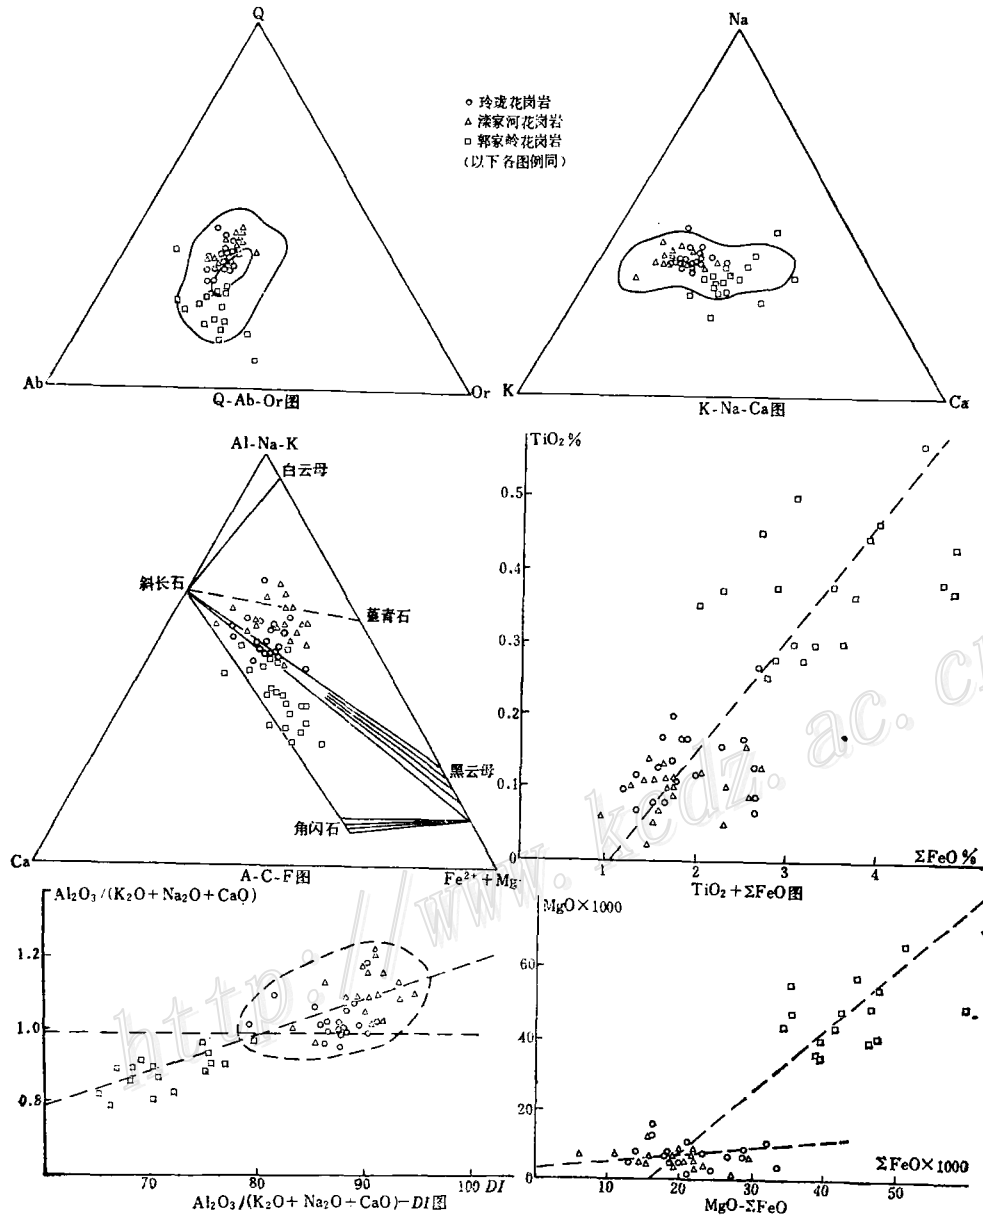 Q
Na
○ 玲珑花岗岩
△ 滦家河花岗岩
□ 郭家岭花岗岩
(以下各图例同)
Ab
Or
K
Ca
Q-Ab-Or图
K-Na-Ca图
Al-Na-K
白云母
斜长石
堇青石
黑云母
角闪石
Ca
Fe²⁺+Mg
A-C-F图
TiO₂%
0.5
0.4
0.3
0.2
0.1
0
1
2
3
4
ΣFeO%
TiO₂+ΣFeO图
Al₂O₃/(K₂O+Na₂O+CaO)
1.2
1.0
0.8
70
80
90
100 DI
Al₂O₃/(K₂O+Na₂O+CaO)-DI图
MgO×1000
60
40
20
10
0
10
20
30
40
50
ΣFeO×1000
MgO-ΣFeO
http://www.kcdz.ac.cn